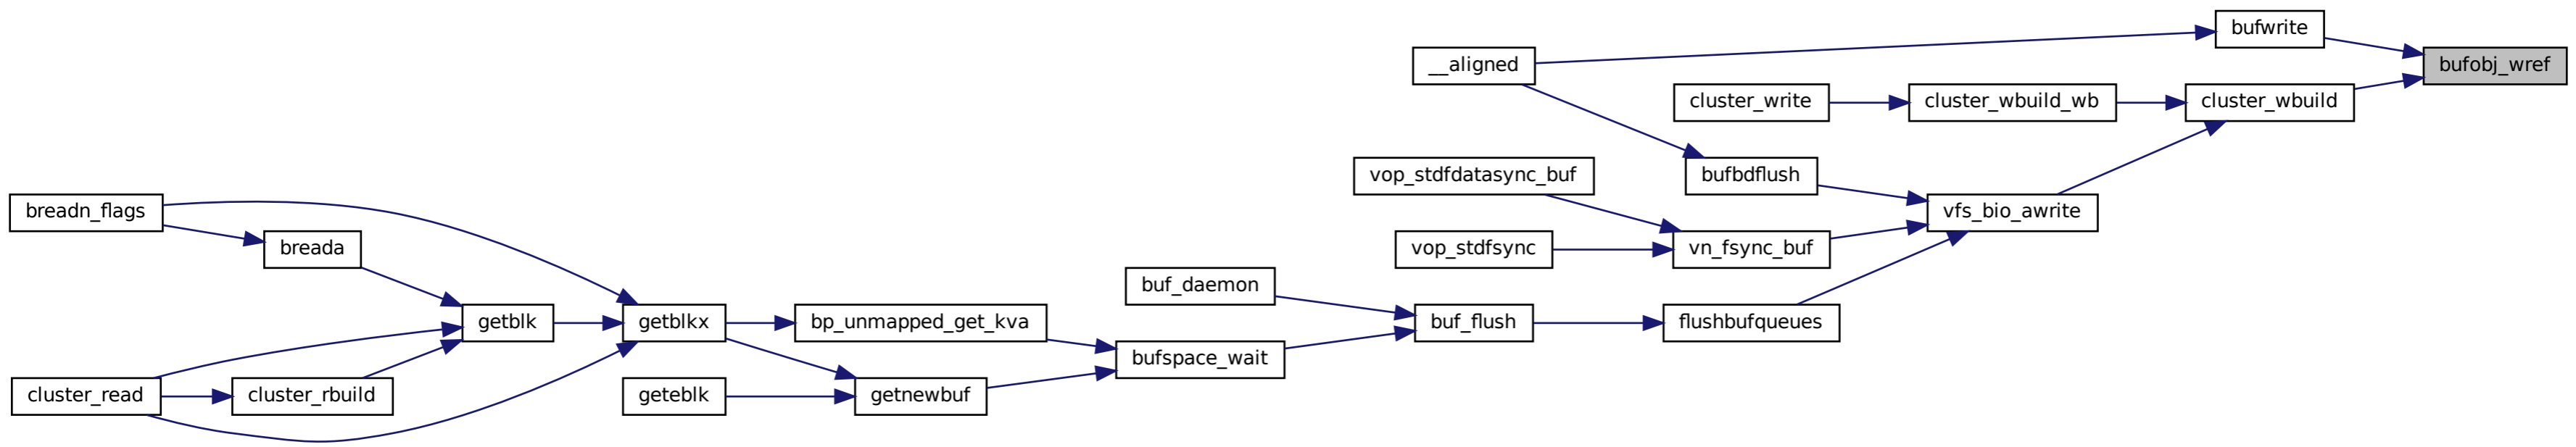 bufwrite
__aligned
bufobj_wref
cluster_write
cluster_wbuild_wb
cluster_wbuild
vop_stdfdatasync_buf
bufbdflush
breadn_flags
vfs_bio_awrite
breada
vop_stdfsync
vn_fsync_buf
buf_daemon
getblk
getblkx
bp_unmapped_get_kva
buf_flush
flushbufqueues
bufspace_wait
cluster_read
cluster_rbuild
geteblk
getnewbuf